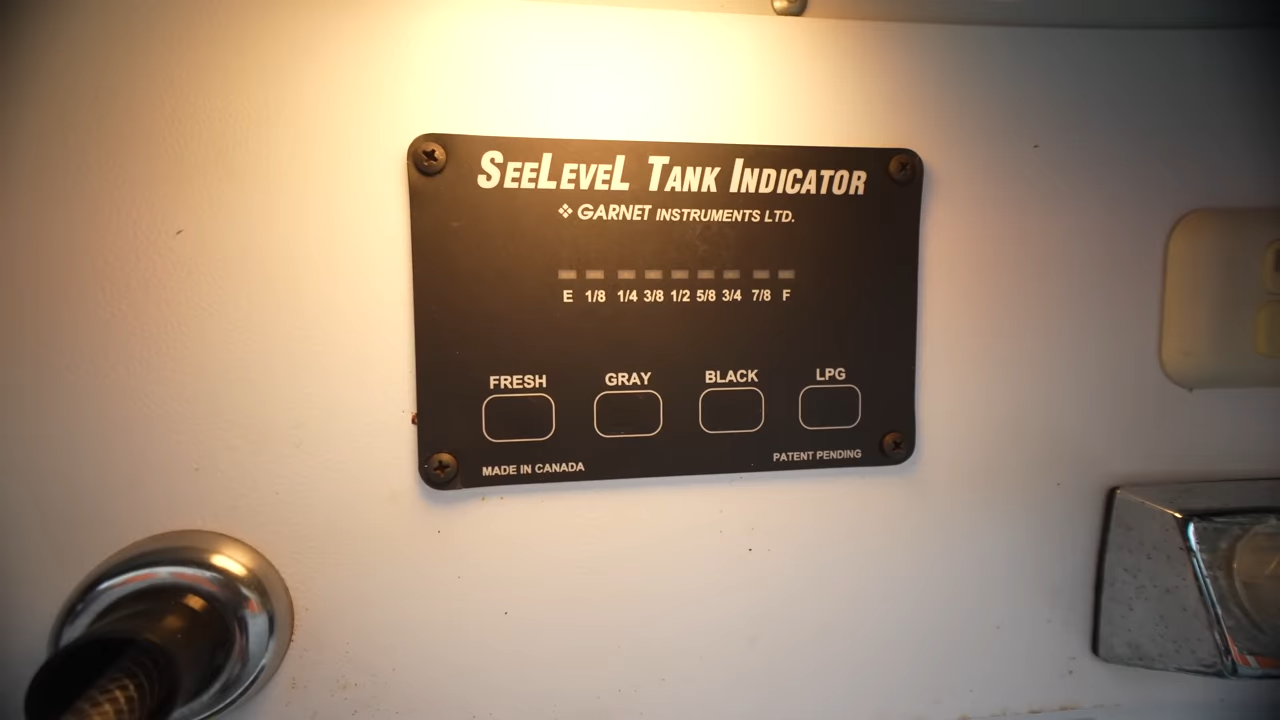 SEELEVEL TANK INDICATOR
GARNET INSTRUMENTS LTD.
E 1/8 1/4 3/8 1/2 5/8 3/4 7/8 F
FRESH GRAY BLACK LPG
MADE IN CANADA PATENT PENDING